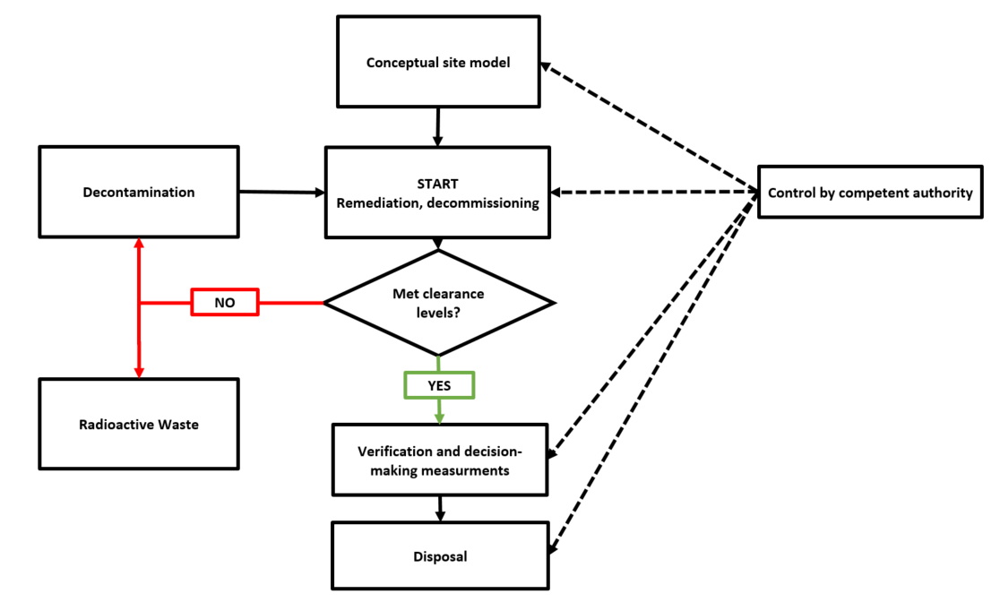 Conceptual site model
Decontamination
START
Remediation, decommissioning
Control by competent authority
Met clearance
levels?
NO
YES
Radioactive Waste
Verification and decision-
making measurments
Disposal